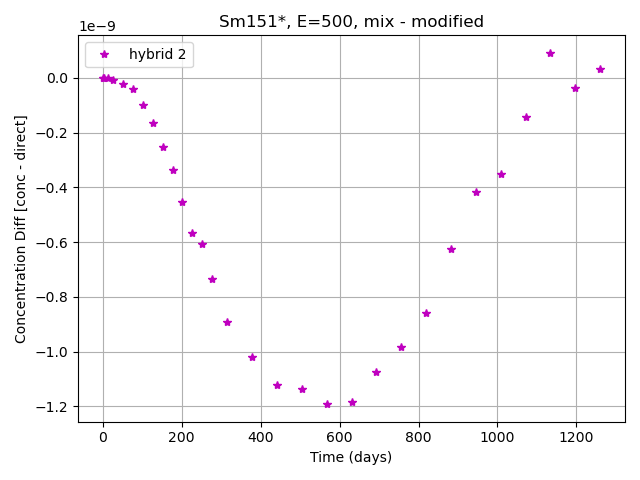 Sm151*, E=500, mix - modified
1e−9
hybrid 2
0.0
−0.2
−0.4
−0.6
−0.8
−1.0
−1.2
Concentration Diff [conc - direct]
0 200 400 600 800 1000 1200
Time (days)